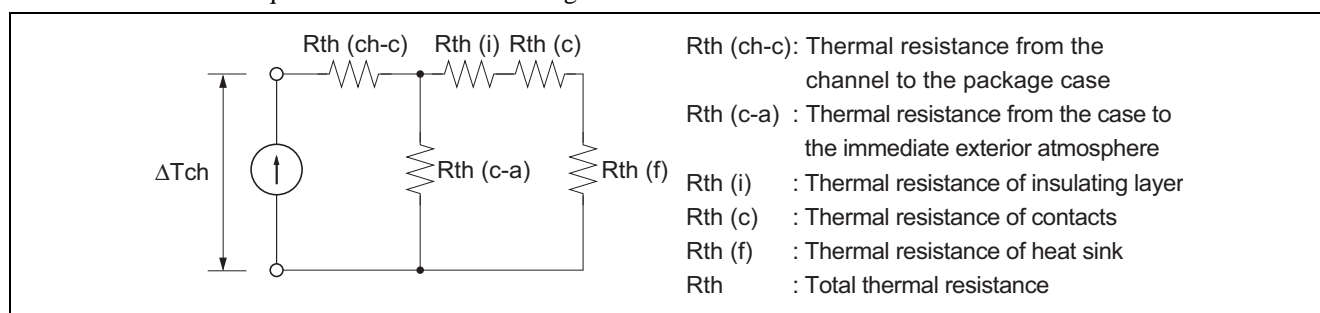 Rth (ch-c)
Rth (i)
Rth (c)
ΔTch
Rth (c-a)
Rth (f)
Rth (ch-c): Thermal resistance from the
channel to the package case
Rth (c-a) : Thermal resistance from the case to
the immediate exterior atmosphere
Rth (i) : Thermal resistance of insulating layer
Rth (c) : Thermal resistance of contacts
Rth (f) : Thermal resistance of heat sink
Rth : Total thermal resistance